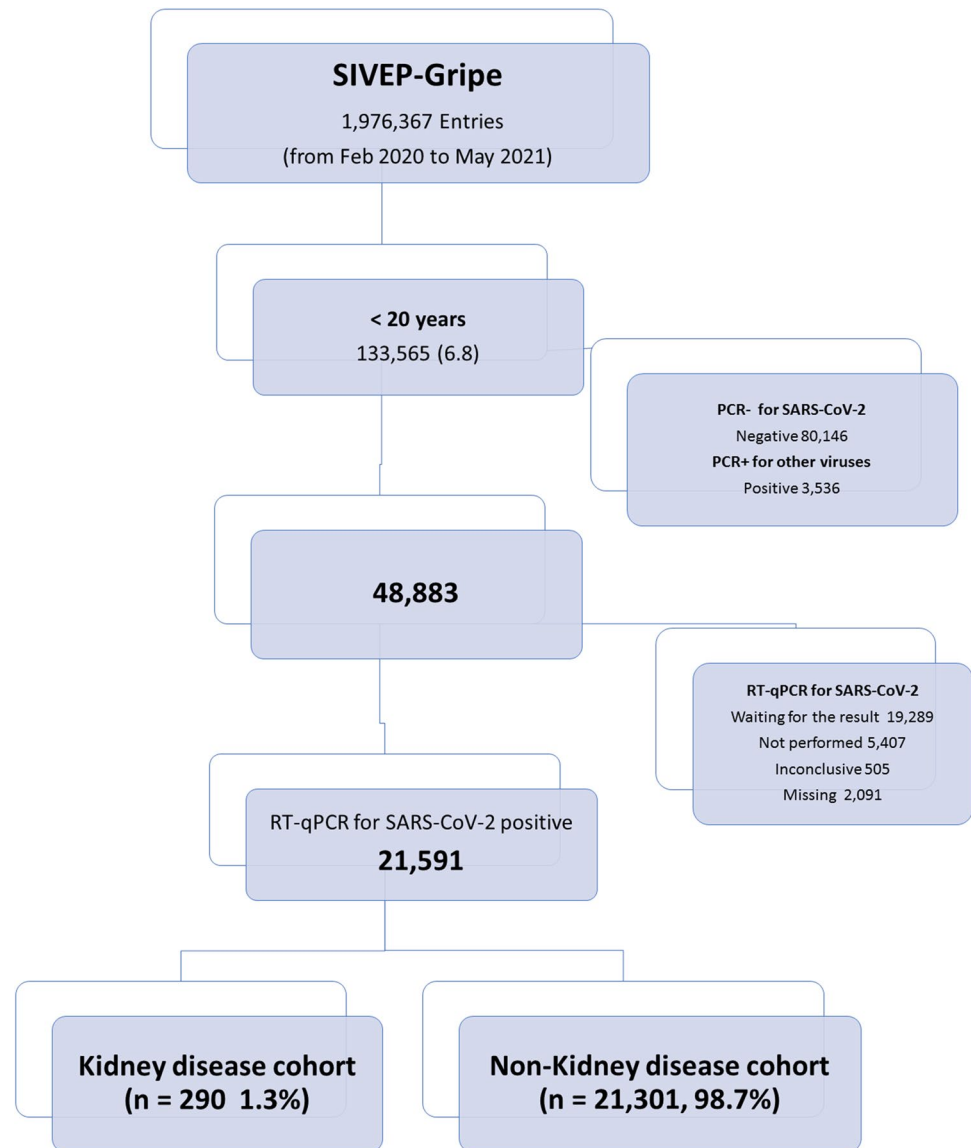 SIVEP-Gripe
1,976,367 Entries
(from Feb 2020 to May 2021)
< 20 years
133,565 (6.8)
PCR- for SARS-CoV-2
Negative 80,146
PCR+ for other viruses
Positive 3,536
48,883
RT-qPCR for SARS-CoV-2
Waiting for the result 19,289
Not performed 5,407
Inconclusive 505
Missing 2,091
RT-qPCR for SARS-CoV-2 positive
21,591
Kidney disease cohort
(n = 290 1.3%)
Non-Kidney disease cohort
(n = 21,301, 98.7%)